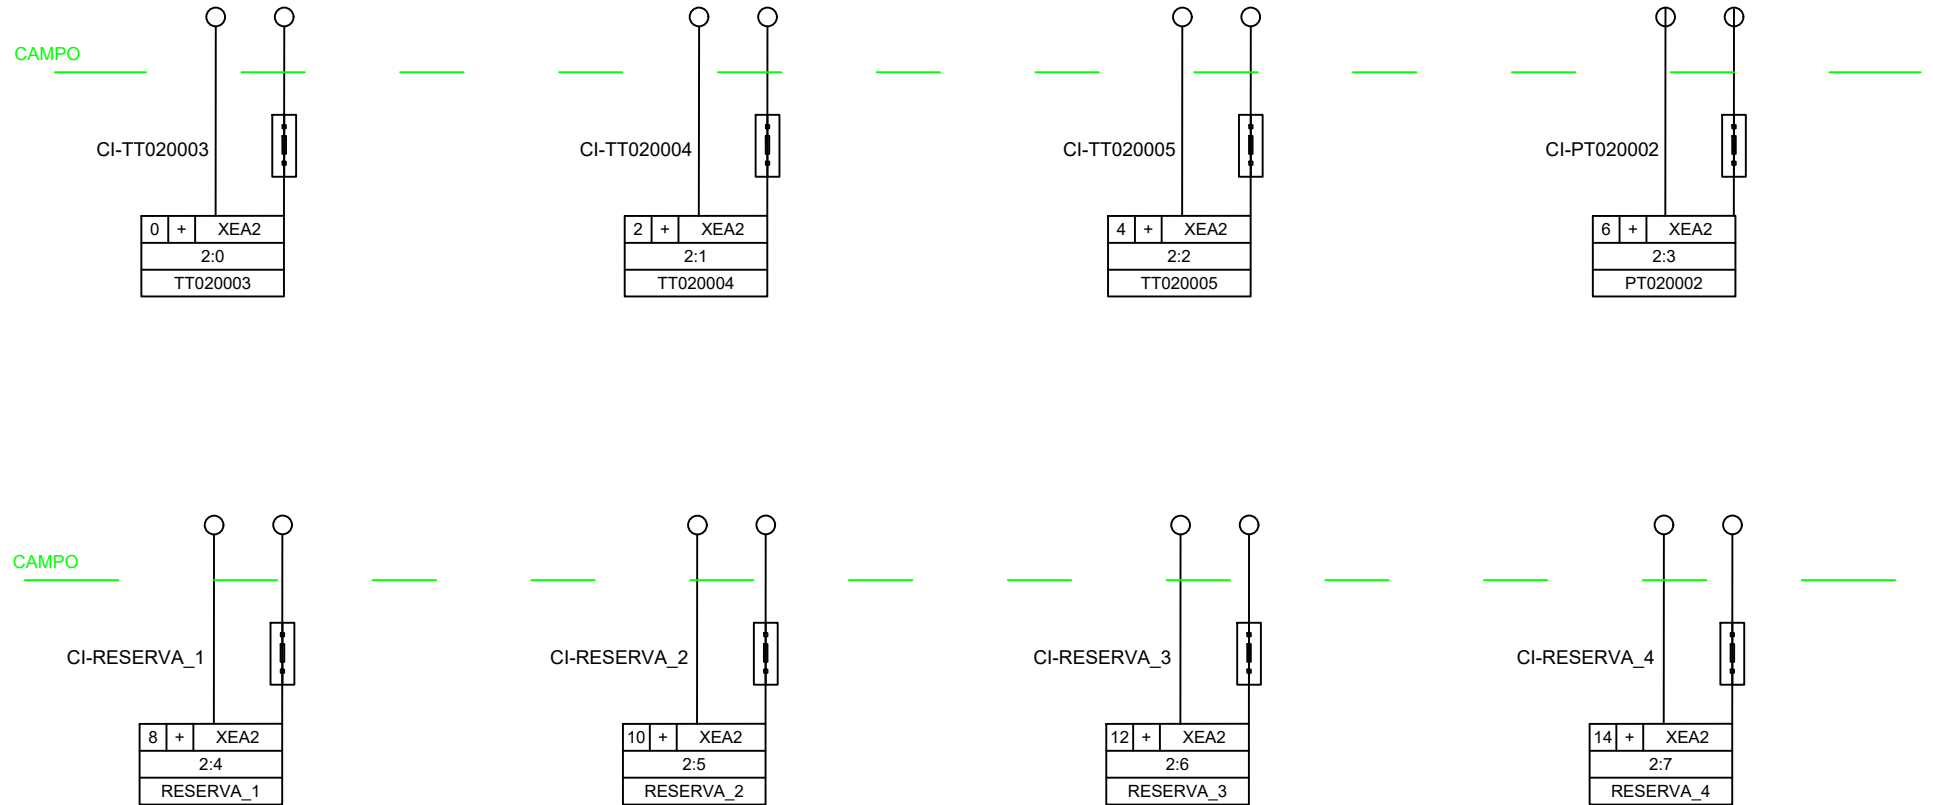 CAMPO
CI-TT020003 CI-TT020004 CI-TT020005 CI-PT020002
0 + XEA2 2 + XEA2 4 + XEA2 6 + XEA2
2:0 2:1 2:2 2:3
TT020003 TT020004 TT020005 PT020002
CAMPO
CI-RESERVA_1 CI-RESERVA_2 CI-RESERVA_3 CI-RESERVA_4
8 + XEA2 10 + XEA2 12 + XEA2 14 + XEA2
2:4 2:5 2:6 2:7
RESERVA_1 RESERVA_2 RESERVA_3 RESERVA_4